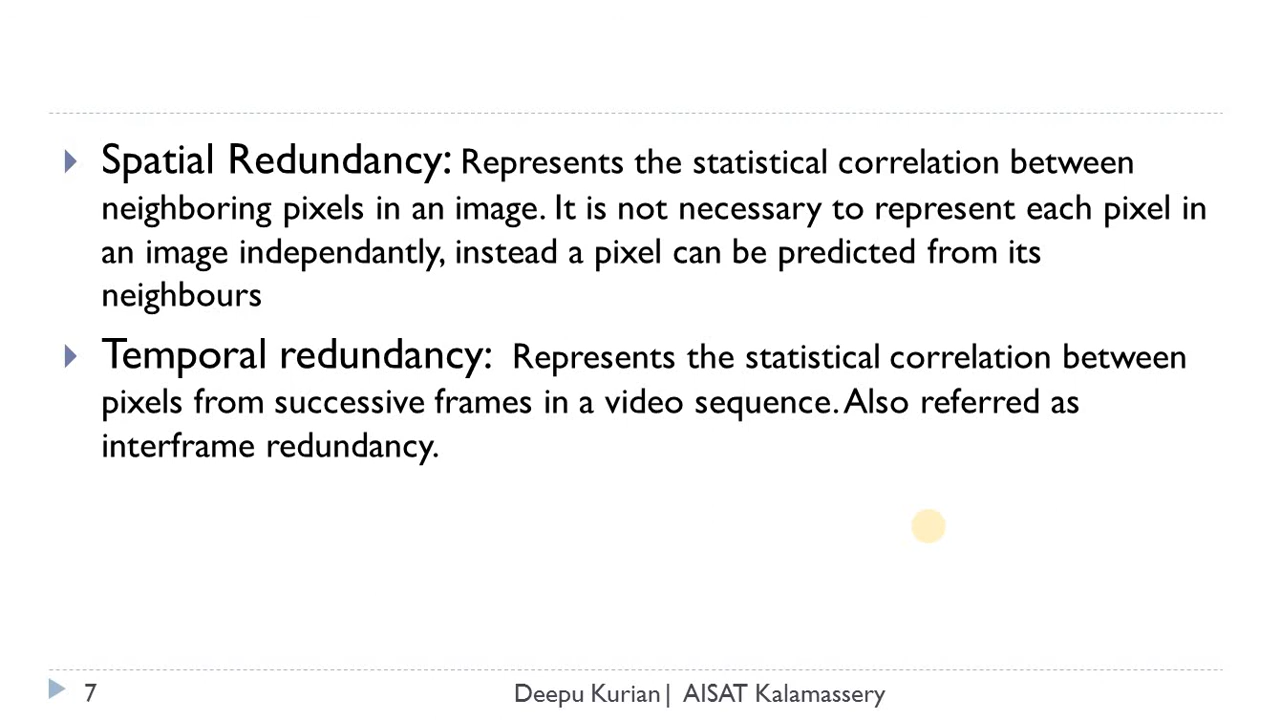 Spatial Redundancy: Represents the statistical correlation between
neighboring pixels in an image. It is not necessary to represent each pixel in
an image independantly, instead a pixel can be predicted from its
neighbours
Temporal redundancy: Represents the statistical correlation between
pixels from successive frames in a video sequence. Also referred as
interframe redundancy.
7 Deepu Kurian| AISAT Kalamassery